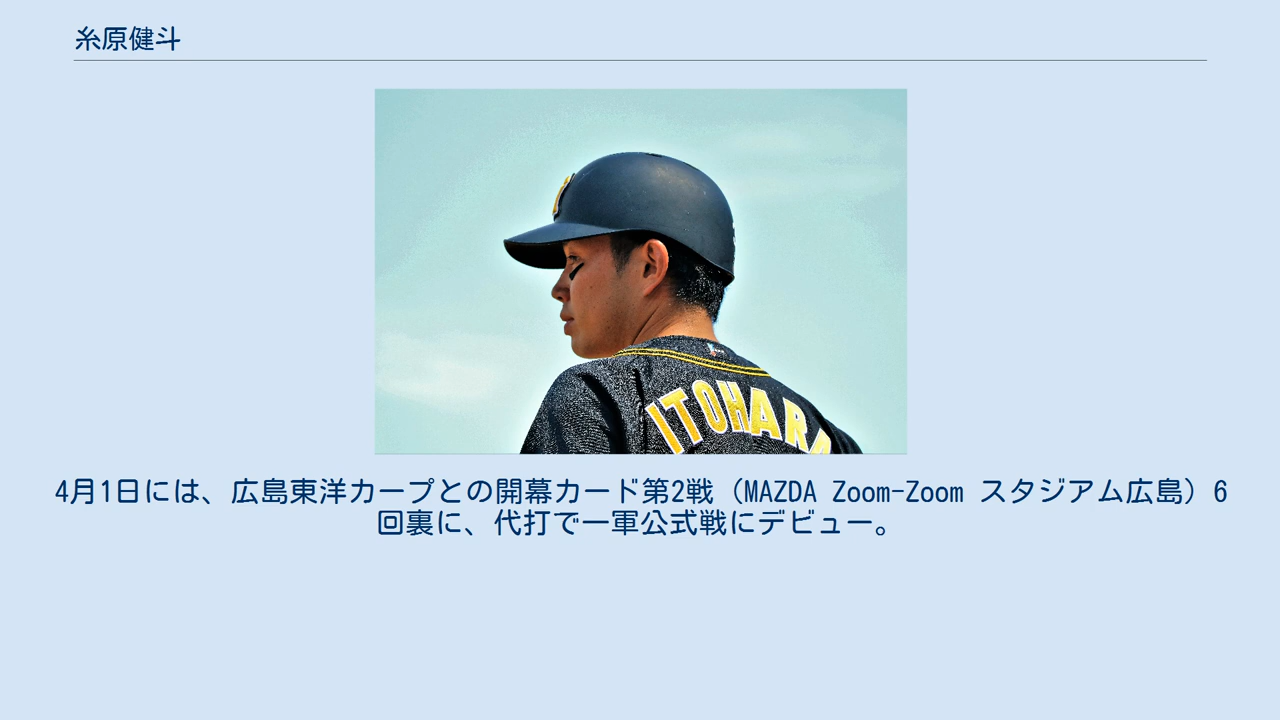 糸原健斗
ITOHARA
4月1日には、広島東洋カープとの開幕カード第2戦（MAZDA Zoom-Zoom スタジアム広島）6
回裏に、代打で一軍公式戦にデビュー。